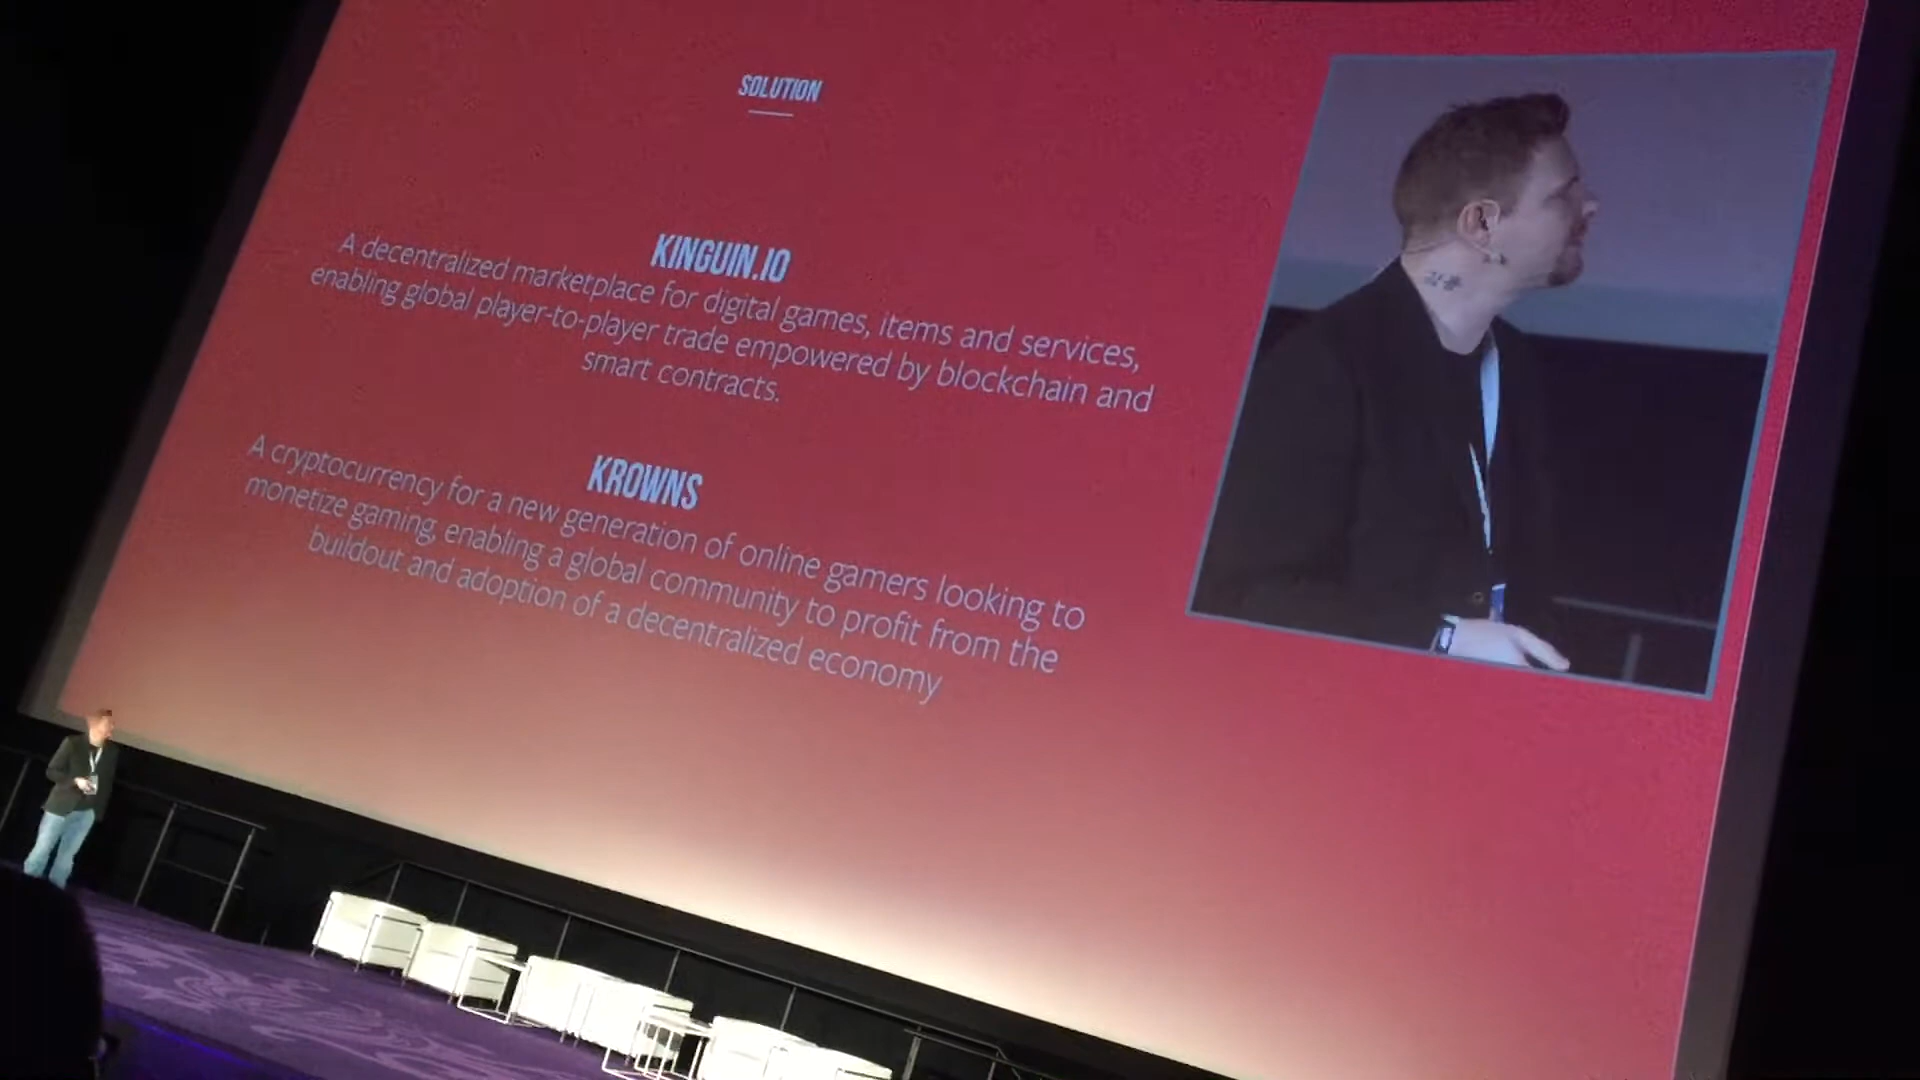 SOLUTION
KINGUIN.IO
A decentralized marketplace for digital games, items and services,
enabling global player-to-player trade empowered by blockchain and
smart contracts.
KROWNS
A cryptocurrency for a new generation of online gamers looking to
monetize gaming, enabling a global community to profit from the
buildout and adoption of a decentralized economy